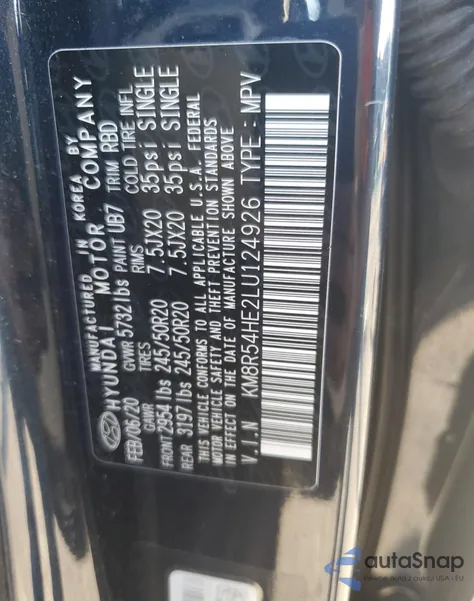 MANUFACTURED IN KOREA BY
HYUNDAI MOTOR COMPANY
FEB/06/20 GVWR 5732 lbs PAINT UB7 TRIM RBD
GAWR TIRES RIMS COLD TIRE INFL
FRONT 2954 lbs 245/50R20 7.5JX20 35psi SINGLE
REAR 3197 lbs 245/50R20 7.5JX20 35psi SINGLE
THIS VEHICLE CONFORMS TO ALL APPLICABLE U.S.A. FEDERAL
MOTOR VEHICLE SAFETY AND THEFT PREVENTION STANDARDS
IN EFFECT ON THE DATE OF MANUFACTURE SHOWN ABOVE
V.I.N KM8R54HE2LU124926 TYPE: MPV
autaSnap